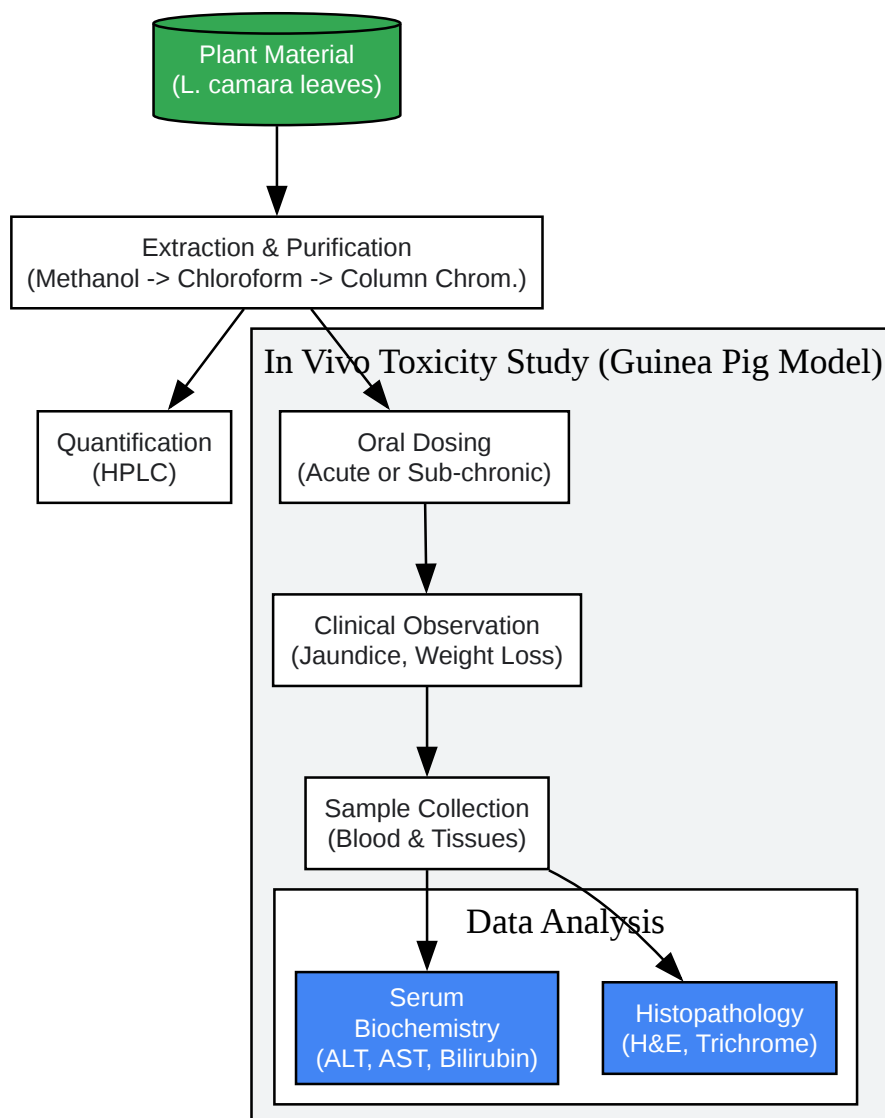 Plant Material
(L. camara leaves)
Extraction & Purification
(Methanol -> Chloroform -> Column Chrom.)
In Vivo Toxicity Study (Guinea Pig Model)
Quantification
(HPLC)
Oral Dosing
(Acute or Sub-chronic)
Clinical Observation
(Jaundice, Weight Loss)
Sample Collection
(Blood & Tissues)
Data Analysis
Serum
Biochemistry
(ALT, AST, Bilirubin)
Histopathology
(H&E, Trichrome)